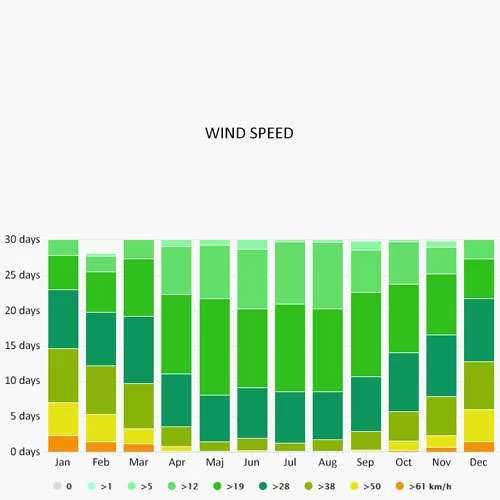 WIND SPEED
30 days
25 days
20 days
15 days
10 days
5 days
0 days
Jan Feb Mar Apr Maj Jun Jul Aug Sep Oct Nov Dec
0 >1 >5 >12 >19 >28 >38 >50 >61 km/h